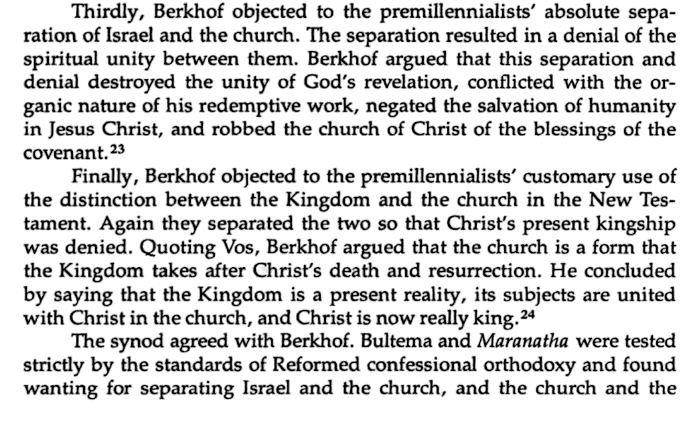 Thirdly, Berkhof objected to the premillennialists' absolute sepa-
ration of Israel and the church. The separation resulted in a denial of the
spiritual unity between them. Berkhof argued that this separation and
denial destroyed the unity of God's revelation, conflicted with the or-
ganic nature of his redemptive work, negated the salvation of humanity
in Jesus Christ, and robbed the church of Christ of the blessings of the
covenant.23
Finally, Berkhof objected to the premillennialists' customary use of
the distinction between the Kingdom and the church in the New Tes-
tament. Again they separated the two so that Christ's present kingship
was denied. Quoting Vos, Berkhof argued that the church is a form that
the Kingdom takes after Christ's death and resurrection. He concluded
by saying that the Kingdom is a present reality, its subjects are united
with Christ in the church, and Christ is now really king.24
The synod agreed with Berkhof. Bultema and Maranatha were tested
strictly by the standards of Reformed confessional orthodoxy and found
wanting for separating Israel and the church, and the church and the